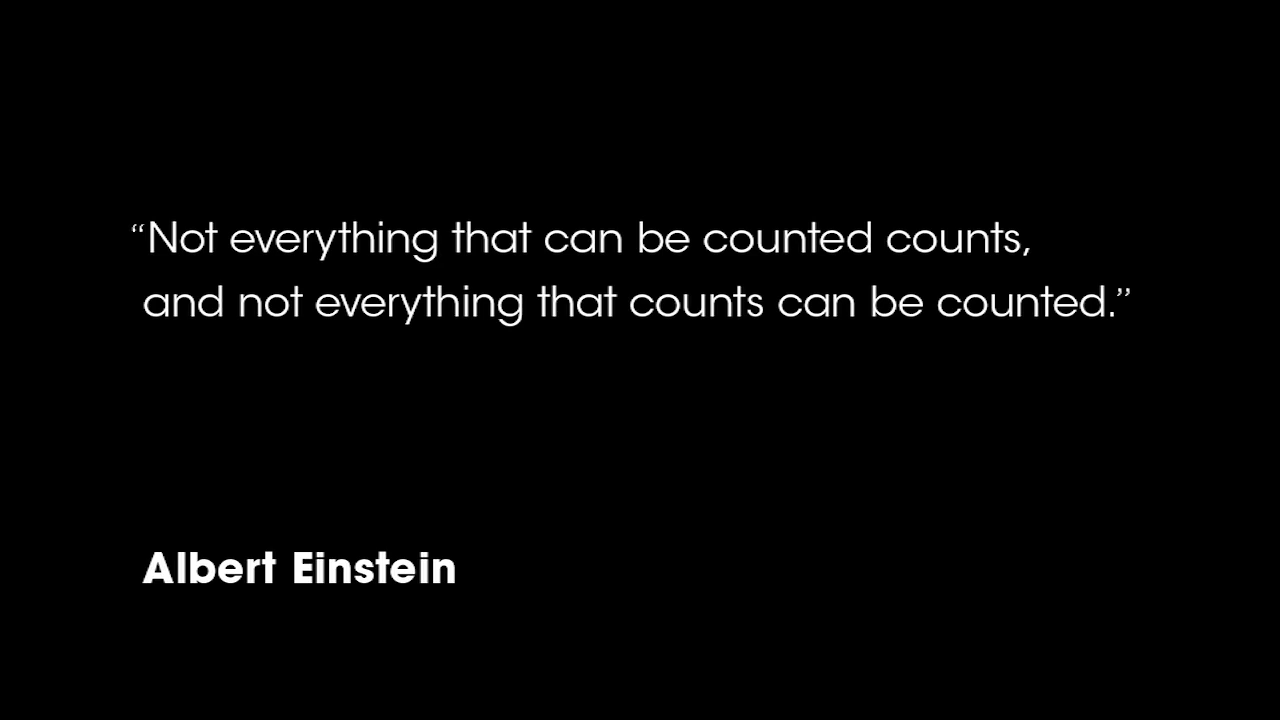 “Not everything that can be counted counts,
and not everything that counts can be counted.”
Albert Einstein